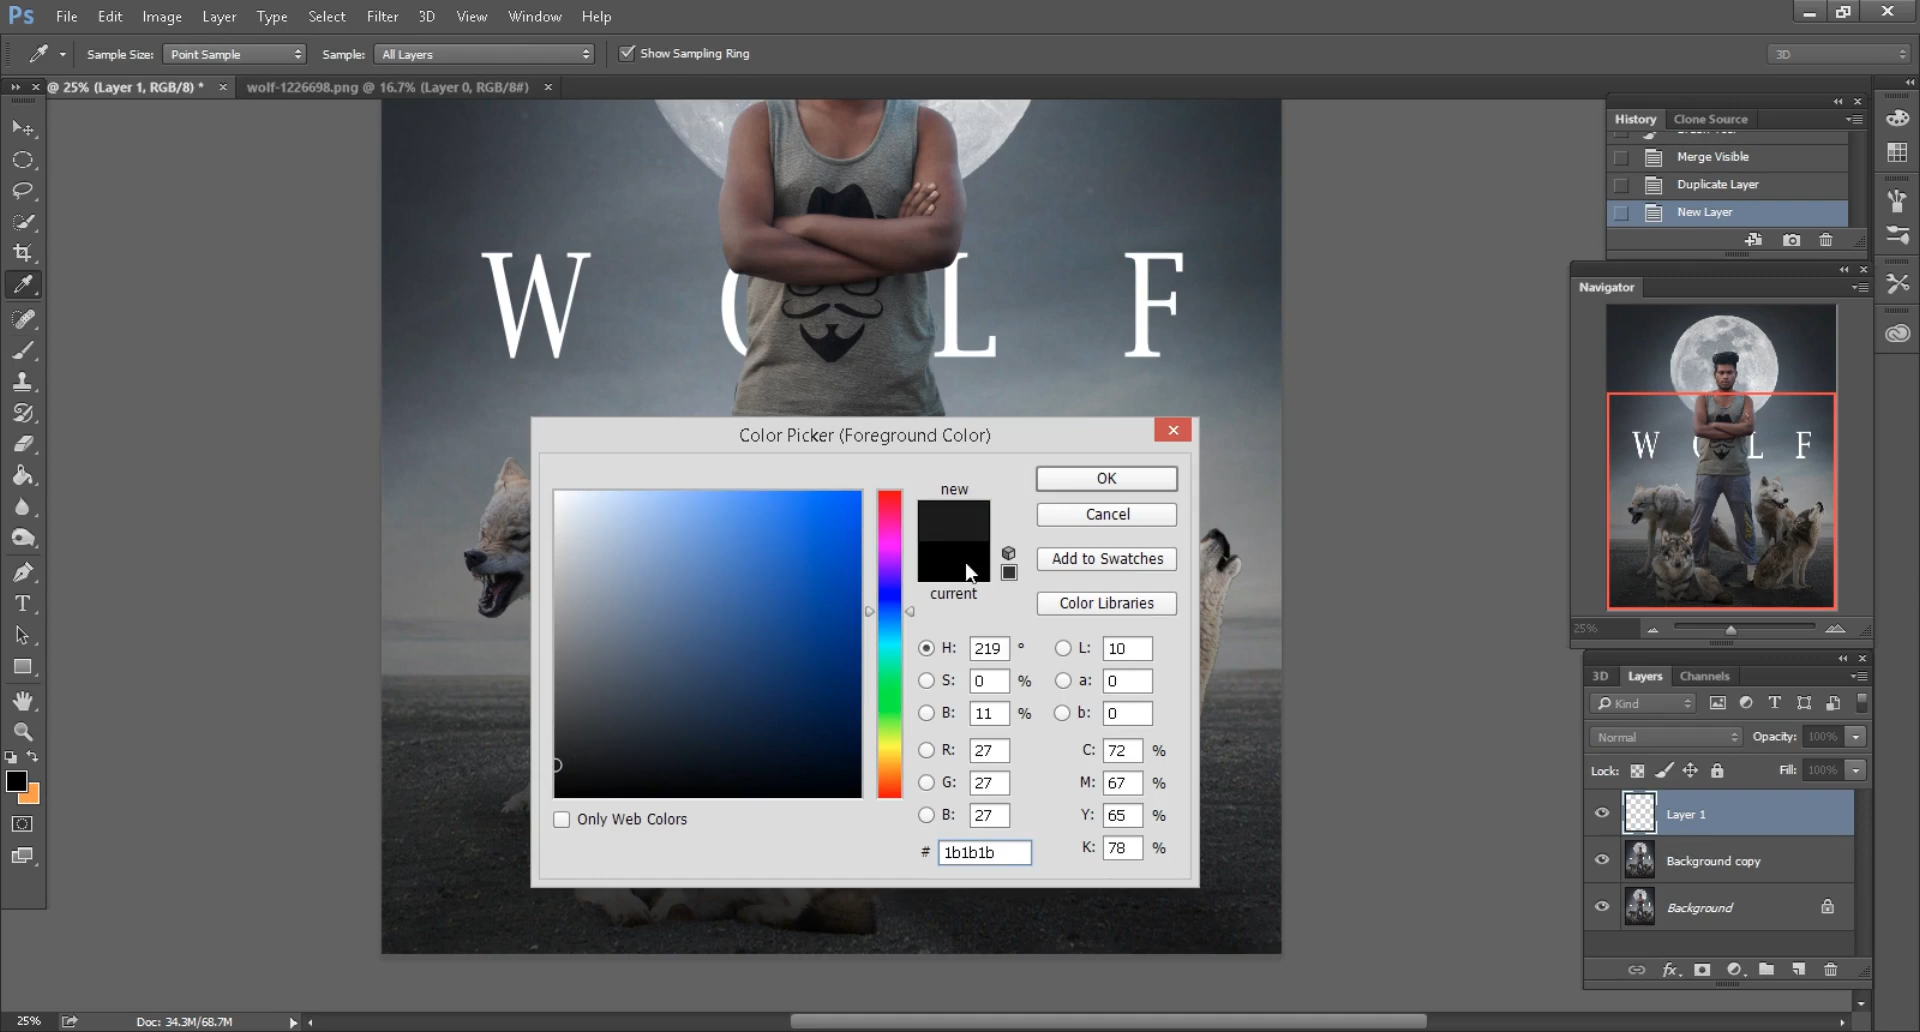 Ps File Edit Image Layer Type Select Filter 3D View Window Help
Sample Size: Point Sample Sample: All Layers Show Sampling Ring 3D
@ 25% (Layer 1, RGB/8) * × wolf-1226698.png @ 16.7% (Layer 0, RGB/8#) ×
History Clone Source
Merge Visible
Duplicate Layer
New Layer
W O L F
Navigator
W O L F
25%
Color Picker (Foreground Color)
new
current
OK
Cancel
Add to Swatches
Color Libraries
H: 219 °
S: 0 %
B: 11 %
R: 27
G: 27
B: 27
# 1b1b1b
L: 10
a: 0
b: 0
C: 72 %
M: 67 %
Y: 65 %
K: 78 %
Only Web Colors
3D Layers Channels
Kind
Normal Opacity: 100%
Lock: Fill: 100%
Layer 1
Background copy
Background
fx
25% Doc: 34.3M/68.7M